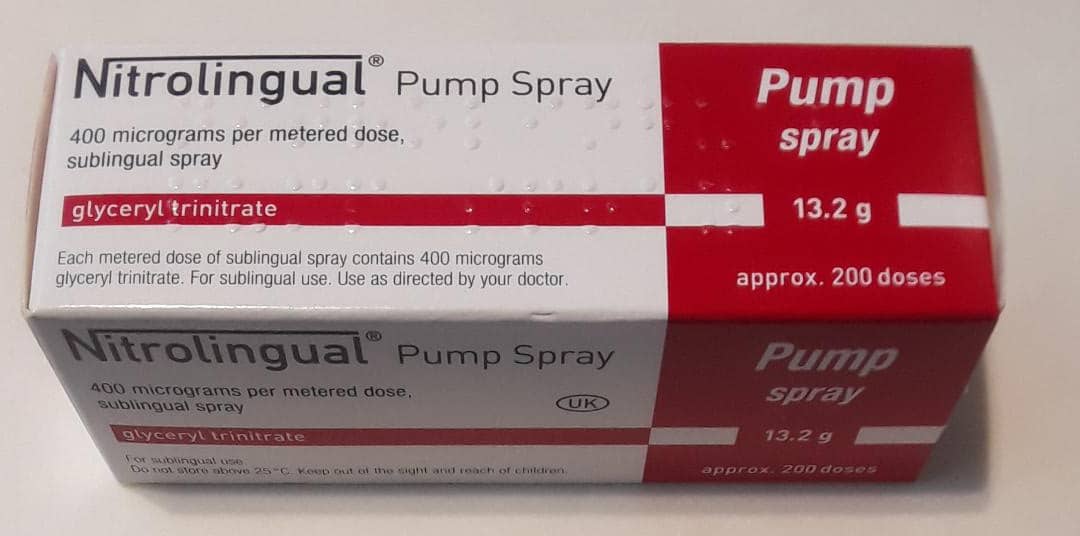 Nitrolingual® Pump Spray
400 micrograms per metered dose,
sublingual spray
glyceryl trinitrate
Each metered dose of sublingual spray contains 400 micrograms
glyceryl trinitrate. For sublingual use. Use as directed by your doctor.
Pump
spray
13.2 g
approx. 200 doses
Nitrolingual® Pump Spray
400 micrograms per metered dose,
sublingual spray
UK
glyceryl trinitrate
For sublingual use
Do not store above 25°C. Keep out of the sight and reach of children.
Pump
spray
13.2 g
approx. 200 doses